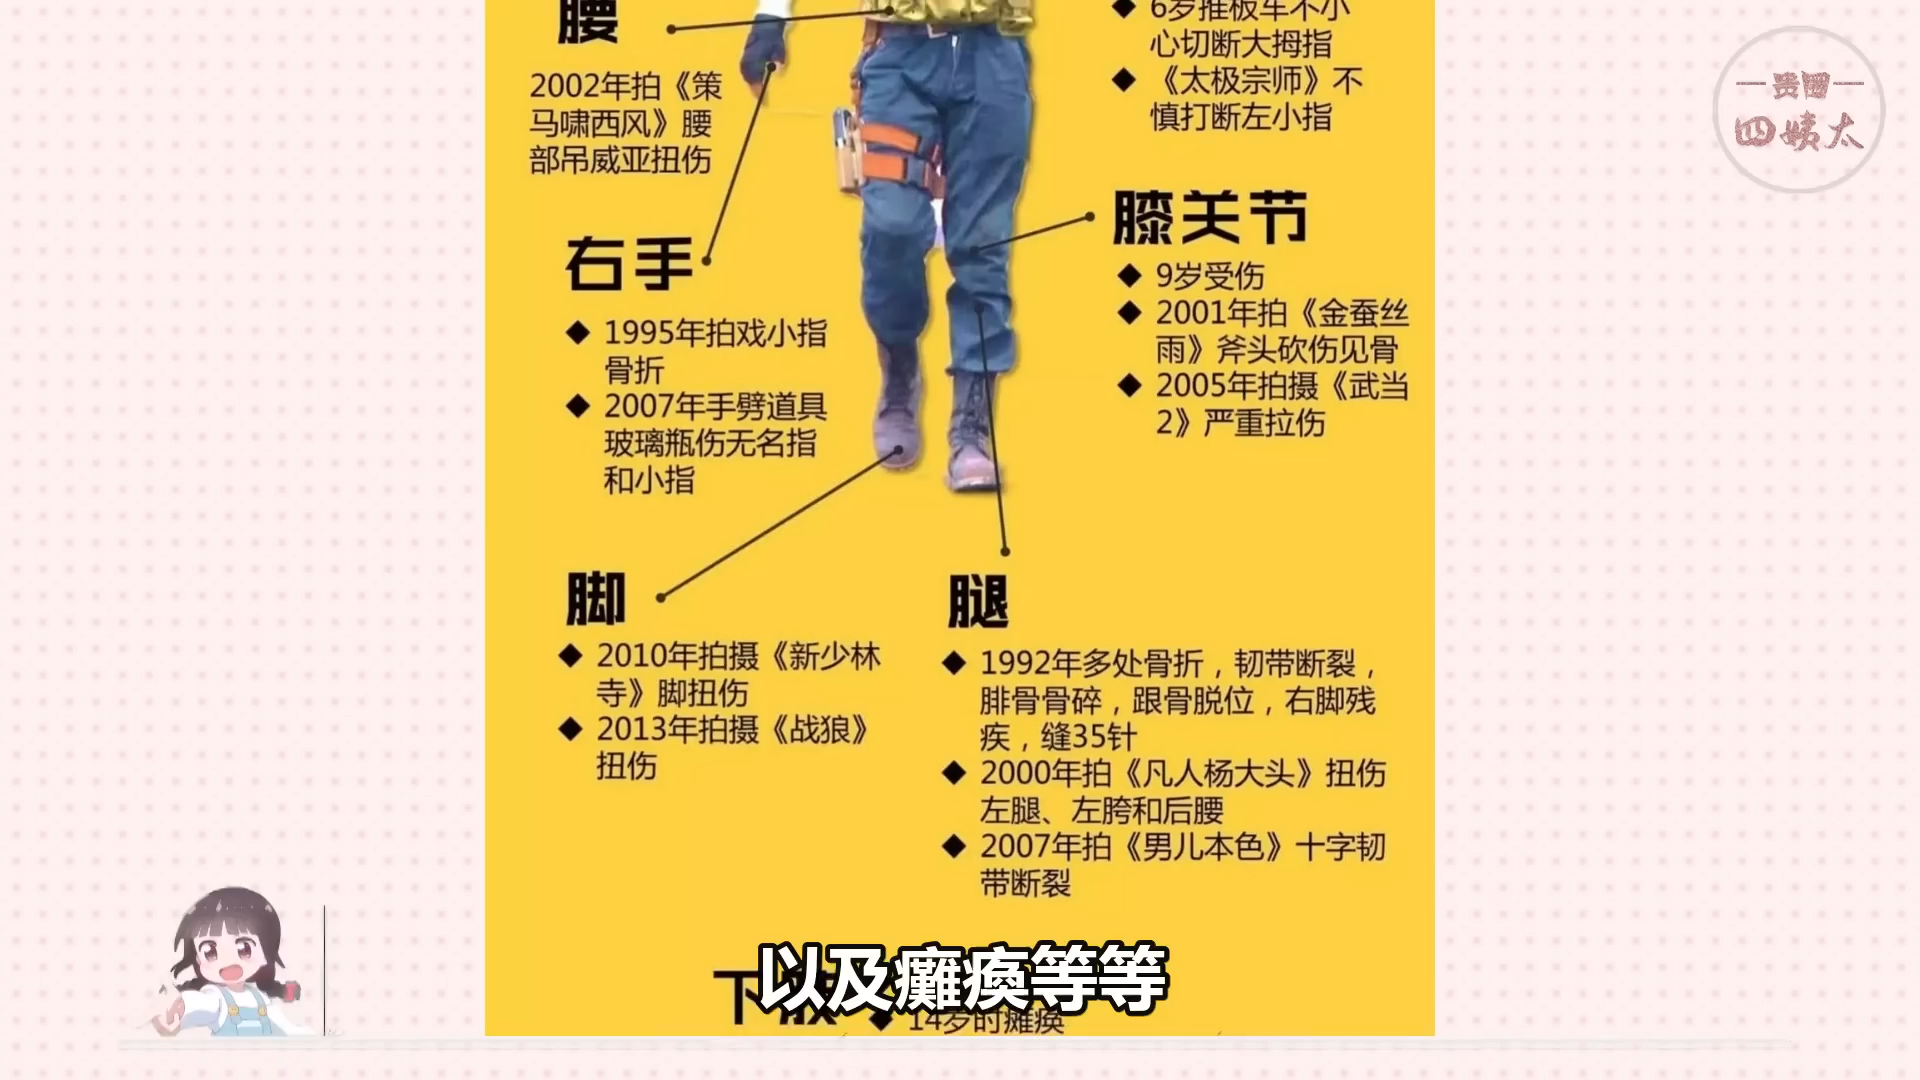 腰
2002年拍《策
马啸西风》腰
部吊威亚扭伤
6岁推板车不小
心切断大拇指
《太极宗师》不
慎打断左小指
贵圈
四姨太
右手
1995年拍戏小指
骨折
2007年手劈道具
玻璃瓶伤无名指
和小指
膝关节
9岁受伤
2001年拍《金蚕丝
雨》斧头砍伤见骨
2005年拍摄《武当
2》严重拉伤
脚
2010年拍摄《新少林
寺》脚扭伤
2013年拍摄《战狼》
扭伤
腿
1992年多处骨折，韧带断裂，
腓骨骨碎，跟骨脱位，右脚残
疾，缝35针
2000年拍《凡人杨大头》扭伤
左腿、左胯和后腰
2007年拍《男儿本色》十字韧
带断裂
下肢
14岁时瘫痪
以及癱瘓等等